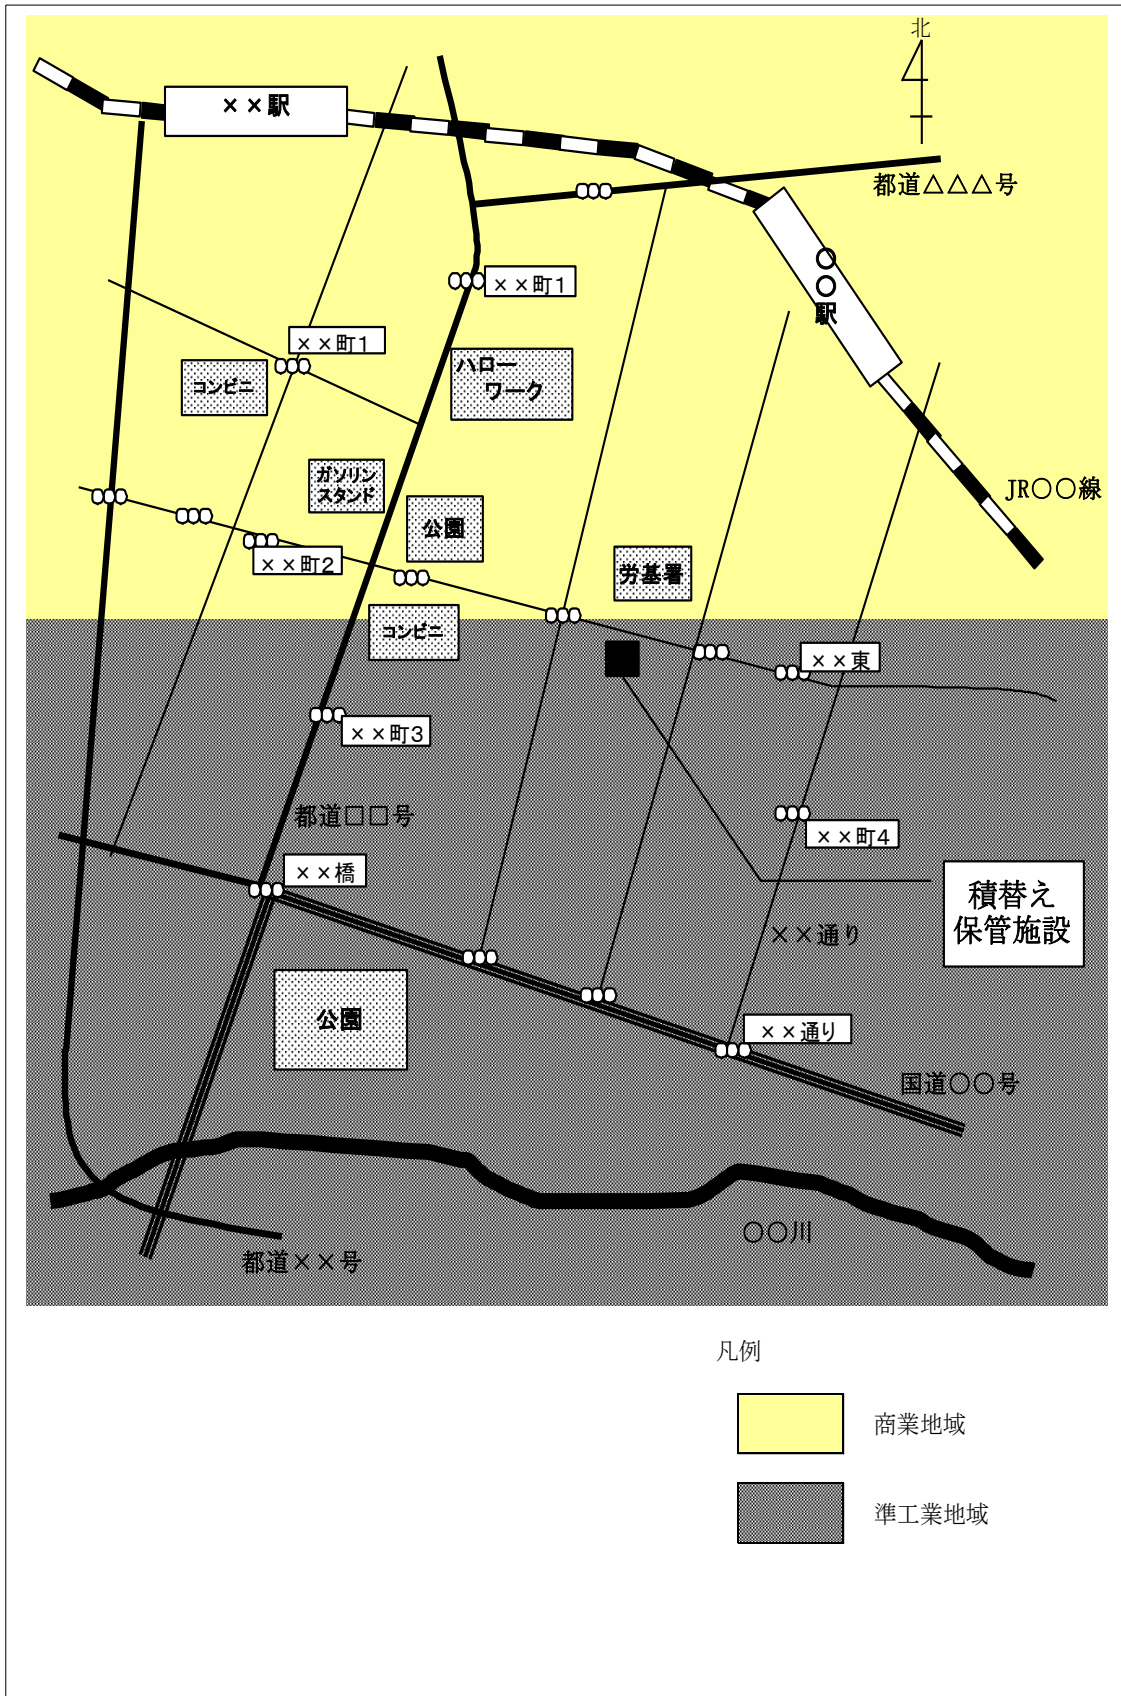 北
××駅
都道△△△号
○○駅
××町1
××町1
ハロー
ワーク
コンビニ
ガソリン
スタンド
JR○○線
公園
××町2
労基署
コンビニ
××東
××町3
都道□□号
××町4
××橋
積替え
保管施設
××通り
公園
××通り
国道○○号
○○川
都道××号
凡例
商業地域
準工業地域